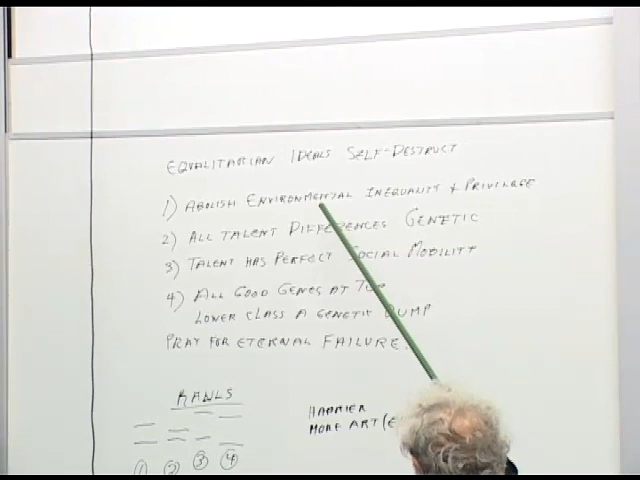 EQUALITARIAN IDEALS SELF-DESTRUCT
1) ABOLISH ENVIRONMENTAL INEQUALITY + PRIVILEGE
2) ALL TALENT DIFFERENCES GENETIC
3) TALENT HAS PERFECT SOCIAL MOBILITY
4) ALL GOOD GENES AT TOP
LOWER CLASS A GENETIC DUMP
PRAY FOR ETERNAL FAILURE.
RAWLS
HAPPIER
MORE ART (E
1 2 3 4